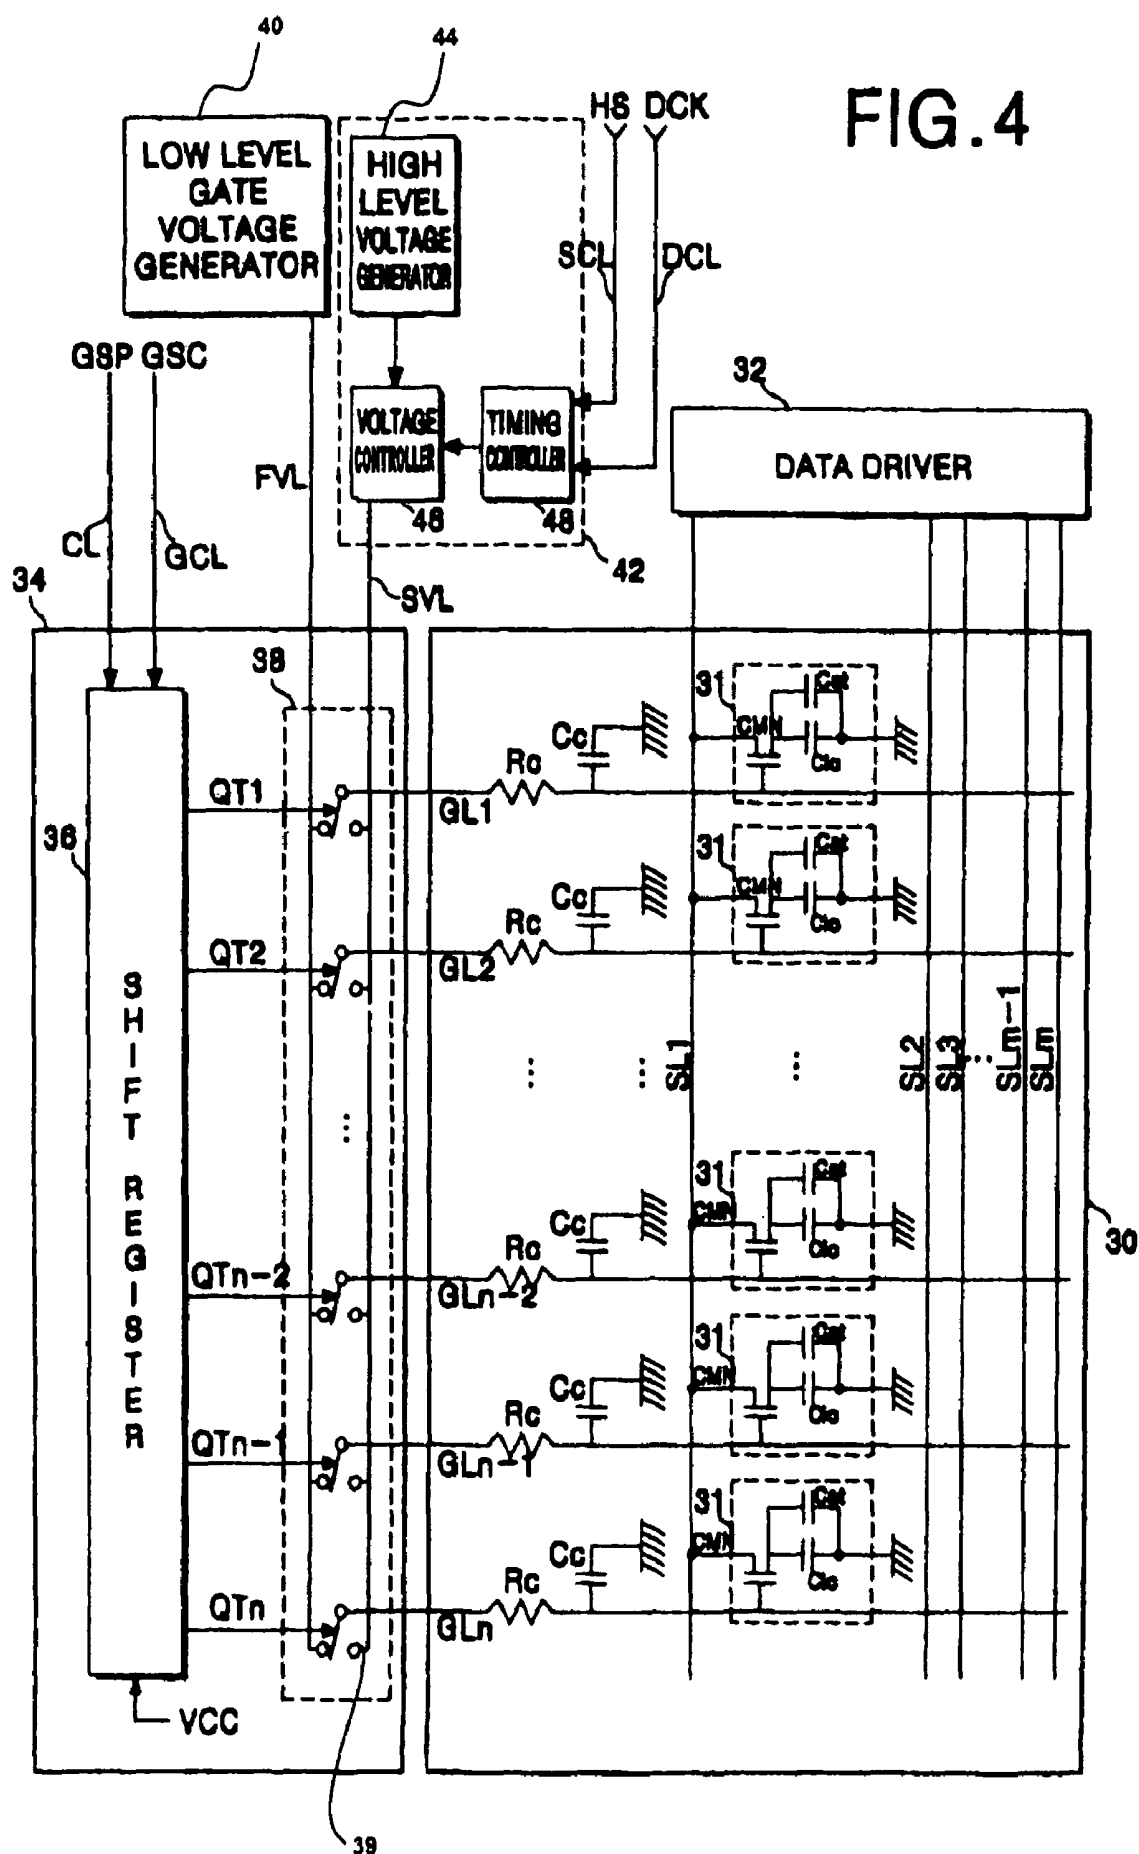 FIG. 4
40
44
HS DCK
LOW LEVEL
GATE
VOLTAGE
GENERATOR
HIGH
LEVEL
VOLTAGE
GENERATOR
SCL
DCL
GSP GSC
32
VOLTAGE
CONTROLLER
TIMING
CONTROLLER
DATA DRIVER
FVL
46
48
CL
GCL
42
SVL
34
38
31
Cst
CMN
Cc
Rc
Clc
QT1
GL1
36
31
Cst
CMN
Cc
Rc
Clc
QT2
GL2
SHIFT REGISTER
SL1
SL2
SL3
...
SLm-1
SLm
...
...
...
...
31
Cst
CMN
Cc
Rc
Clc
30
QTn-2
GLn-2
31
Cst
CMN
Cc
Rc
Clc
QTn-1
GLn-1
31
Cst
CMN
Cc
Rc
Clc
QTn
GLn
VCC
39